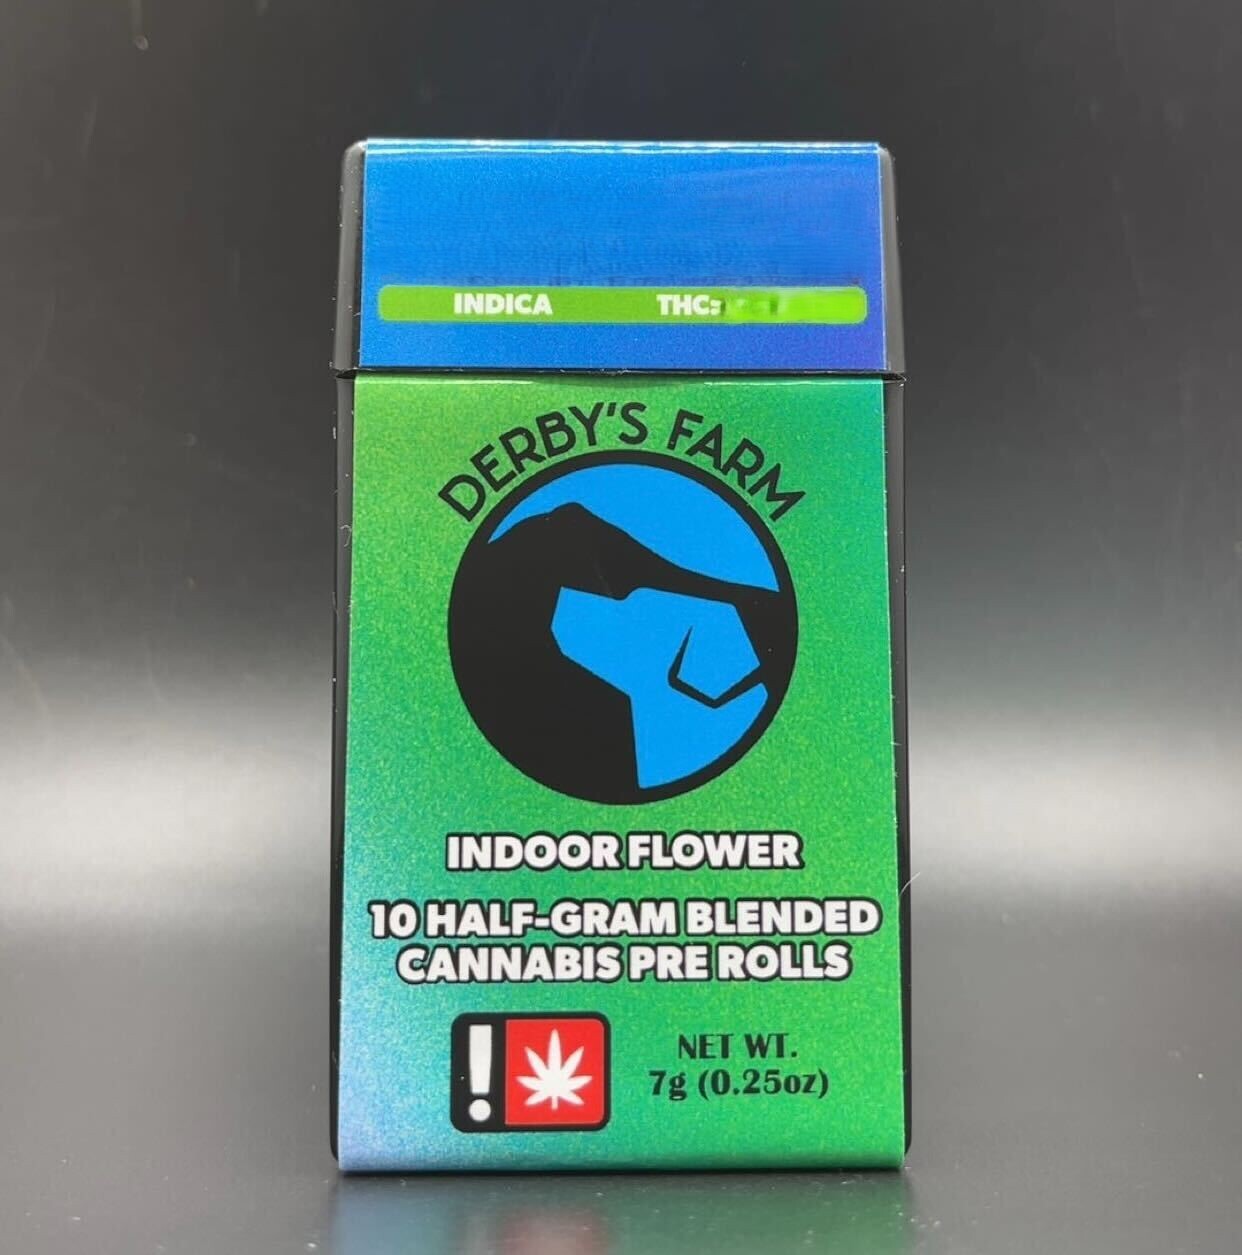 INDICA THC:
DERBY'S FARM
INDOOR FLOWER
10 HALF-GRAM BLENDED
CANNABIS PRE ROLLS
!
NET WT.
7g (0.25oz)